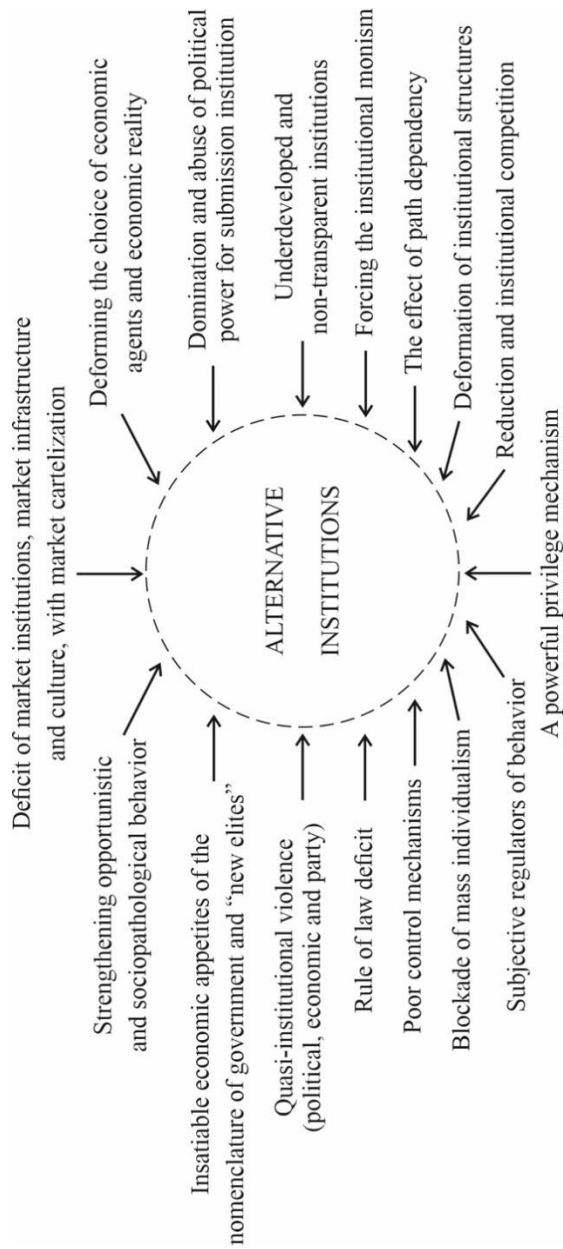 Deficit of market institutions, market infrastructure
and culture, with market cartelization
Strengthening opportunistic
and sociopathological behavior
Insatiable economic appetites of the
nomenclature of government and “new elites”
Quasi-institutional violence
(political, economic and party)
Rule of law deficit
Poor control mechanisms
Blockade of mass individualism
Subjective regulators of behavior
A powerful privilege mechanism
ALTERNATIVE
INSTITUTIONS
Deforming the choice of economic
agents and economic reality
Domination and abuse of political
power for submission institution
Underdeveloped and
non-transparent institutions
Forcing the institutional monism
The effect of path dependency
Deformation of institutional structures
Reduction and institutional competition